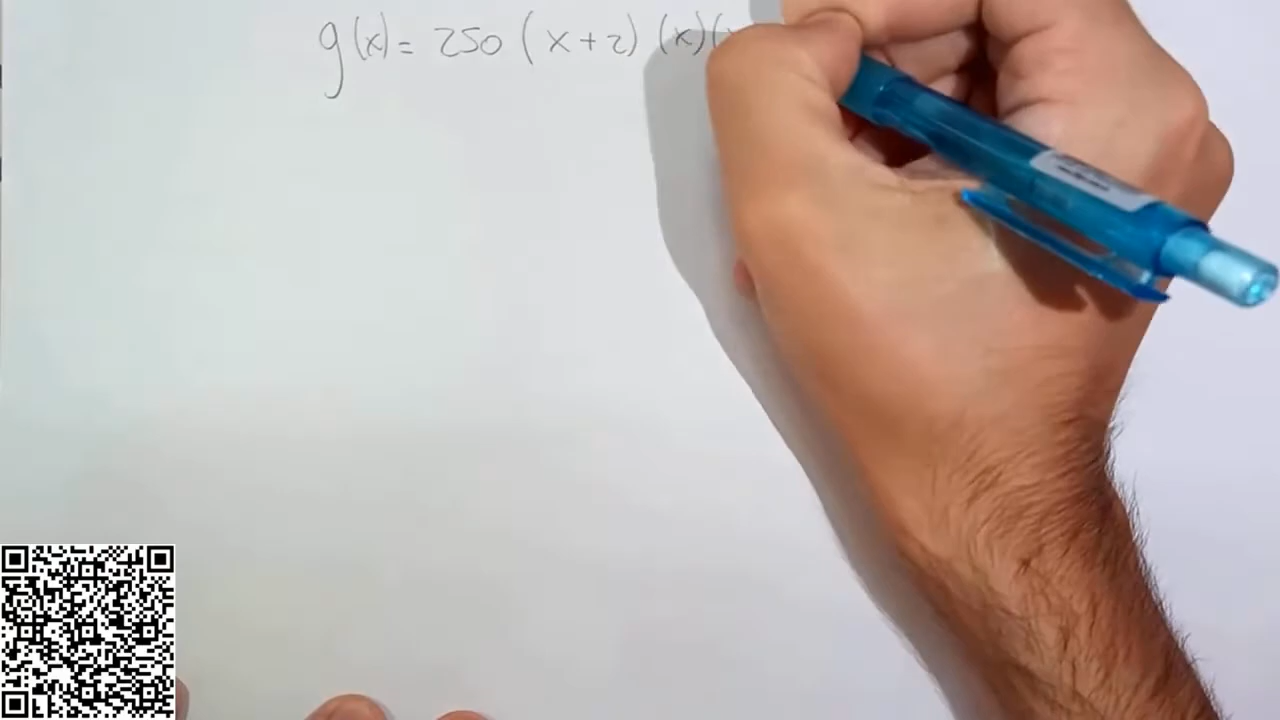 g(x) = 250 (x+2) (x)(